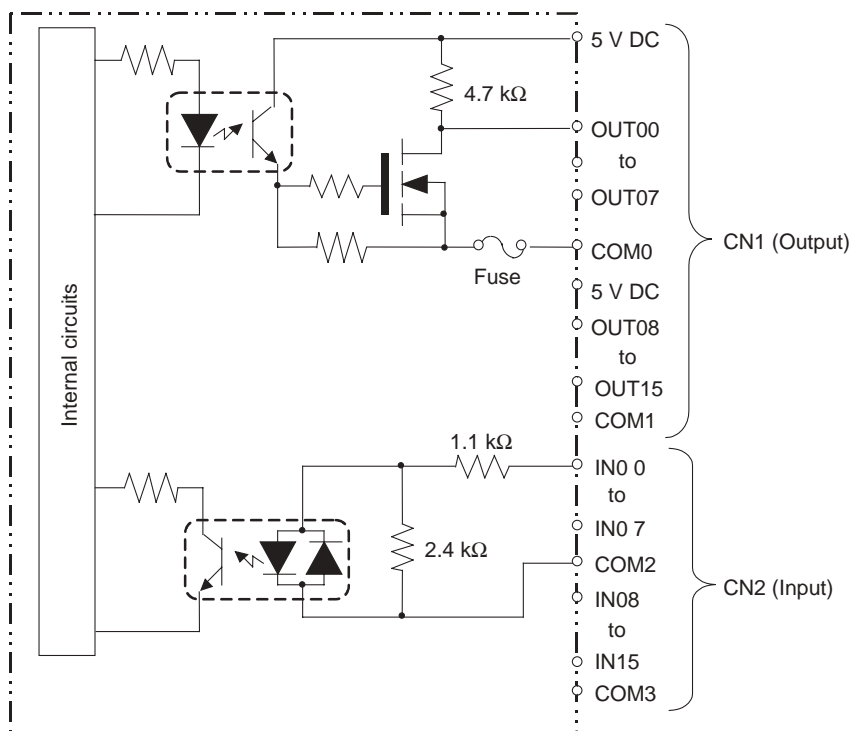 5 V DC
4.7 kΩ
OUT00
to
OUT07
COM0
Fuse
5 V DC
OUT08
to
OUT15
COM1
CN1 (Output)
Internal circuits
1.1 kΩ
IN0 0
to
IN0 7
2.4 kΩ
COM2
IN08
to
IN15
COM3
CN2 (Input)